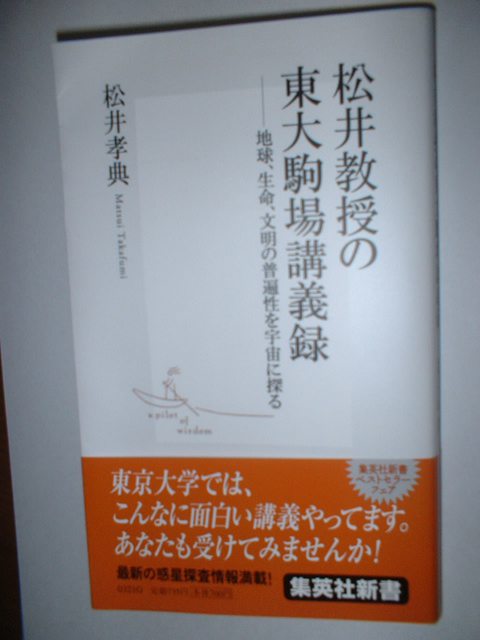 松井教授の
東大駒場講義録
――地球、生命、文明の普遍性を宇宙に探る
松井孝典
Matsui Takafumi
a pilot
of
wisdom
集英社新書
ベストセラー
フェア
東京大学では、
こんなに面白い講義やってます。
あなたも受けてみませんか!
最新の惑星探査情報満載!
集英社新書